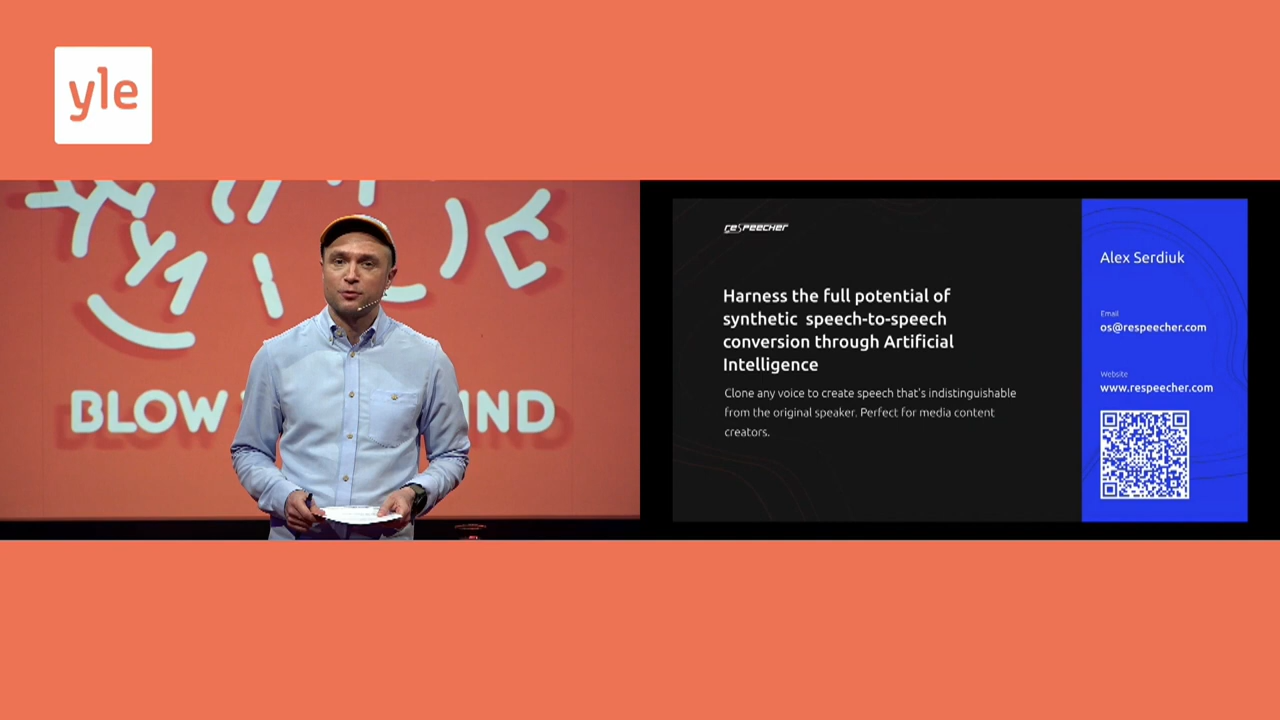 yle
BLOW IND
reSPEECHER
Harness the full potential of
synthetic speech-to-speech
conversion through Artificial
Intelligence
Clone any voice to create speech that's indistinguishable
from the original speaker. Perfect for media content
creators.
Alex Serdiuk
Email
os@respeecher.com
Website
www.respeecher.com